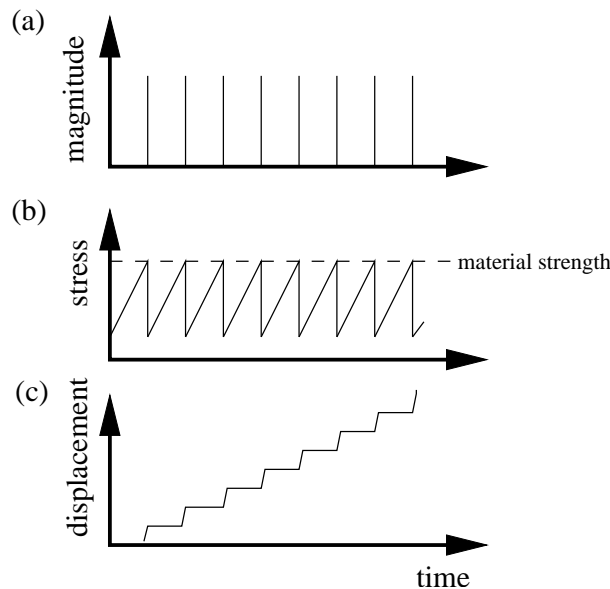 (a)
magnitude
(b)
stress
material strength
(c)
displacement
time